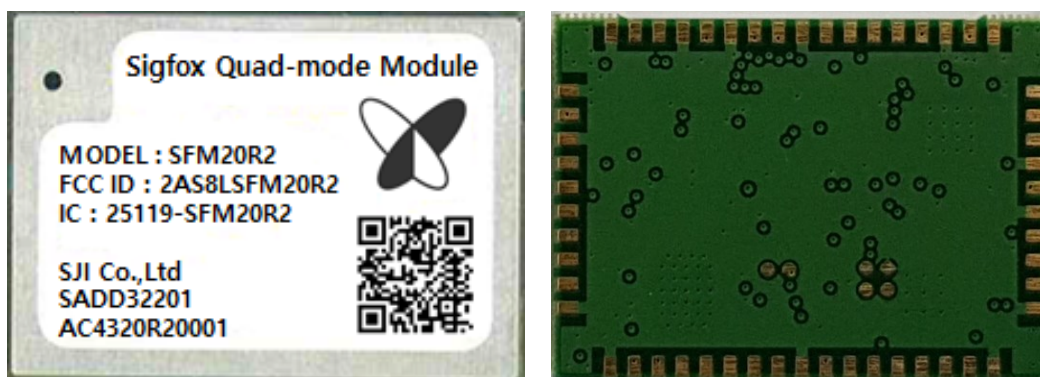 Sigfox Quad-mode Module
MODEL : SFM20R2
FCC ID : 2AS8LSFM20R2
IC : 25119-SFM20R2
SJI Co.,Ltd
SADD32201
AC4320R20001